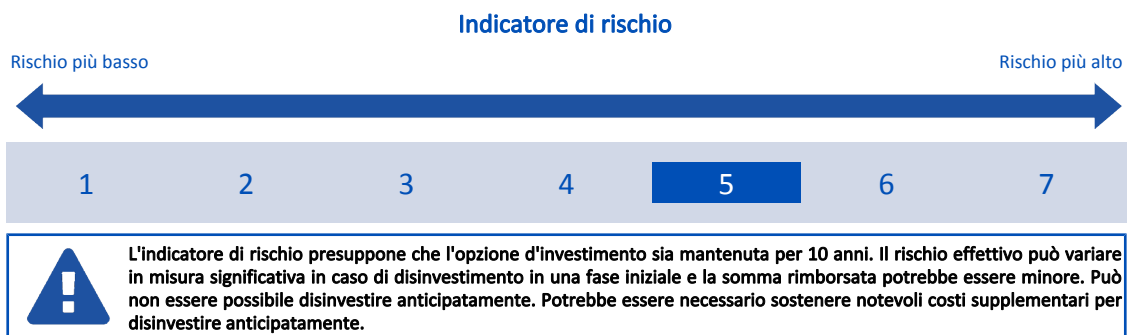 Indicatore di rischio
Rischio più basso Rischio più alto
1 2 3 4 5 6 7
L'indicatore di rischio presuppone che l'opzione d'investimento sia mantenuta per 10 anni. Il rischio effettivo può variare
in misura significativa in caso di disinvestimento in una fase iniziale e la somma rimborsata potrebbe essere minore. Può
non essere possibile disinvestire anticipatamente. Potrebbe essere necessario sostenere notevoli costi supplementari per
disinvestire anticipatamente.